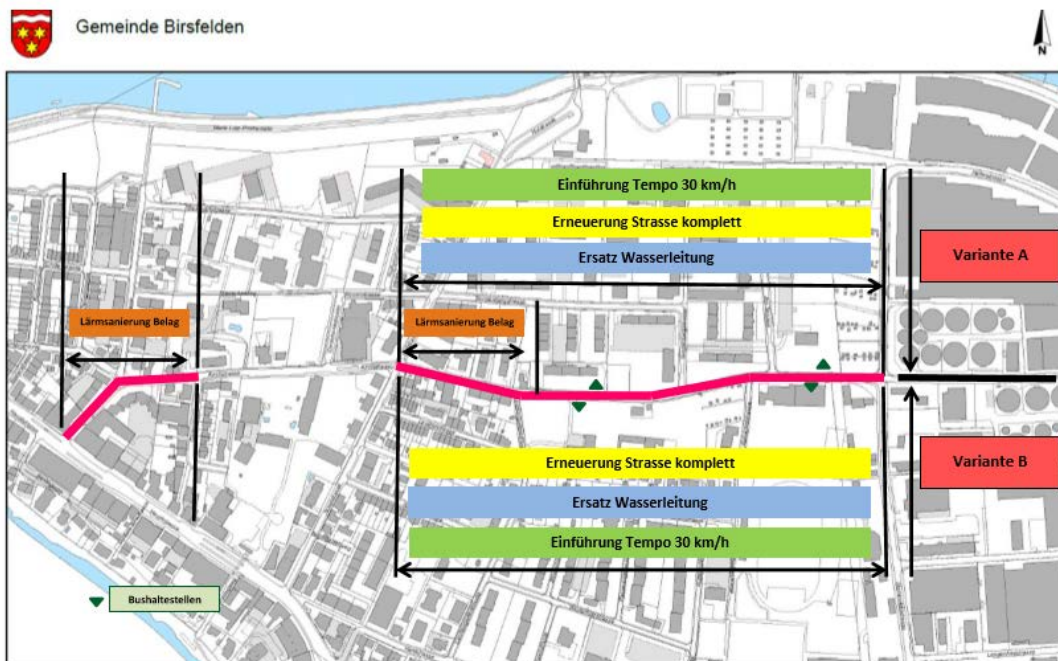 Gemeinde Birsfelden
N
Einführung Tempo 30 km/h
Erneuerung Strasse komplett
Ersatz Wasserleitung
Variante A
Lärmsanierung Belag
Lärmsanierung Belag
Erneuerung Strasse komplett
Variante B
Ersatz Wasserleitung
Einführung Tempo 30 km/h
Bushaltestellen